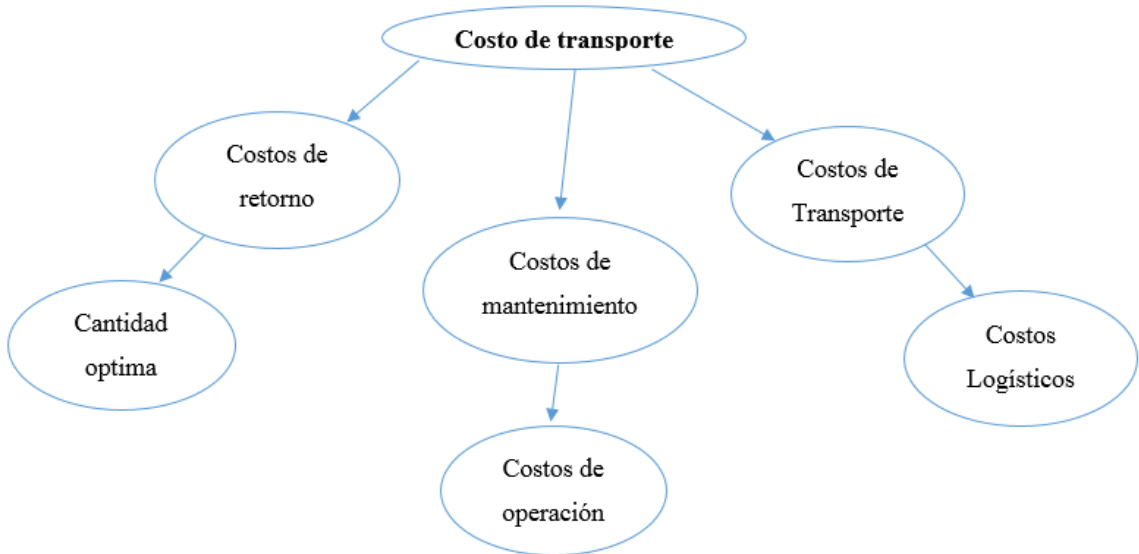 Costo de transporte
Costos de
retorno
Costos de
mantenimiento
Costos de
Transporte
Cantidad
optima
Costos de
operación
Costos
Logísticos